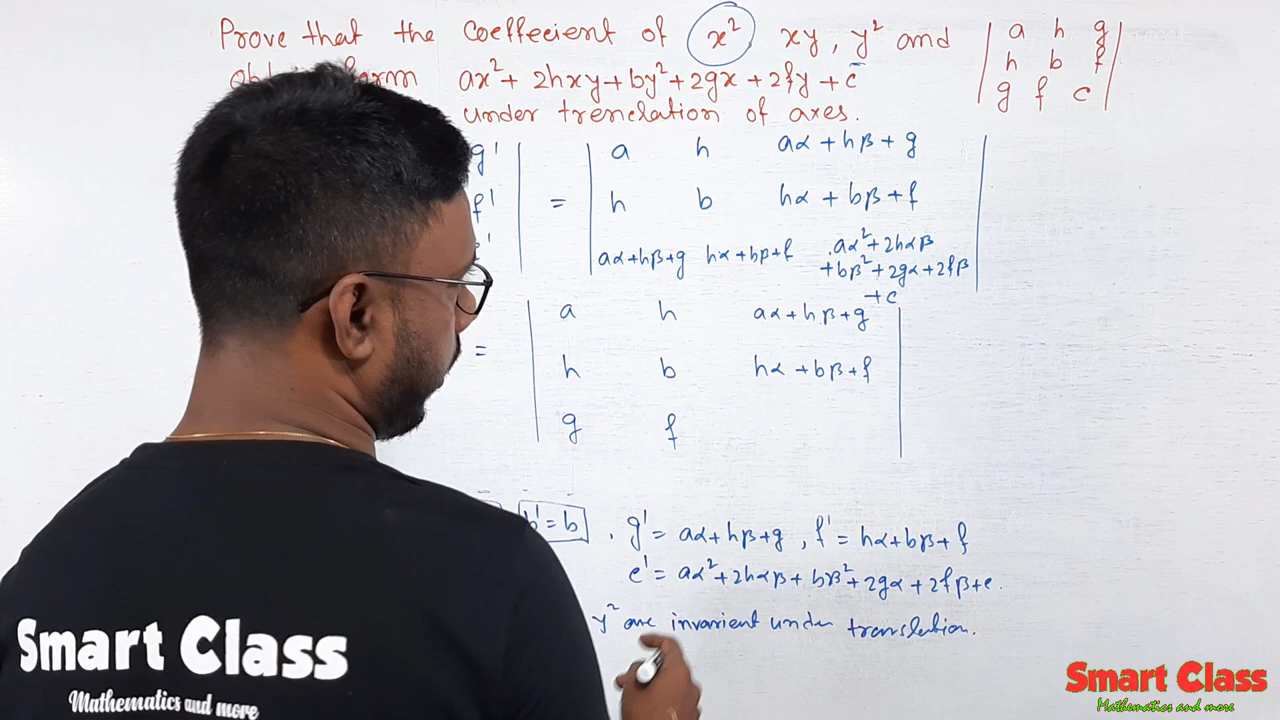 Prove that the coeffecient of x² xy, y² and | a h g |
| h b f |
form ax² + 2hxy + by² + 2gx + 2fy + c
| g f c |
under trenclation of axes.
g' | = | a h aα + hβ + g |
f' | h b hα + bβ + f |
| aα+hβ+g hα+bβ+f aα² + 2hαβ
+bβ² + 2gα + 2fβ |
+c
= | a h aα + hβ + g |
| h b hα + bβ + f |
| g f |
b' = b , g' = aα + hβ + g , f' = hα + bβ + f
c' = aα² + 2hαβ + bβ² + 2gα + 2fβ + c.
y² are invarient under translation.
Smart Class
Mathematics and more
Smart Class
Mathematics and more